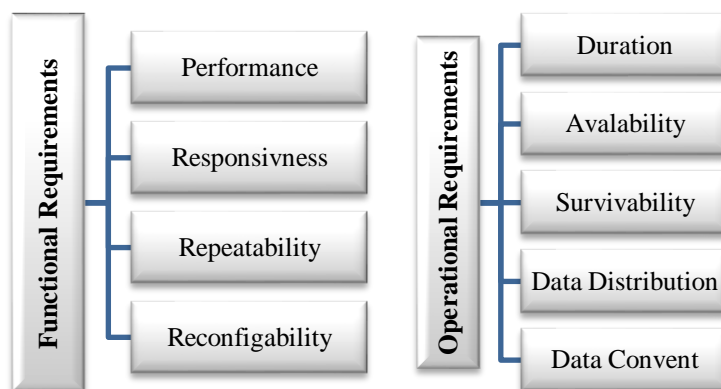 Functional Requirements
Performance
Responsivness
Repeatability
Reconfigability
Operational Requirements
Duration
Avalability
Survivability
Data Distribution
Data Convent